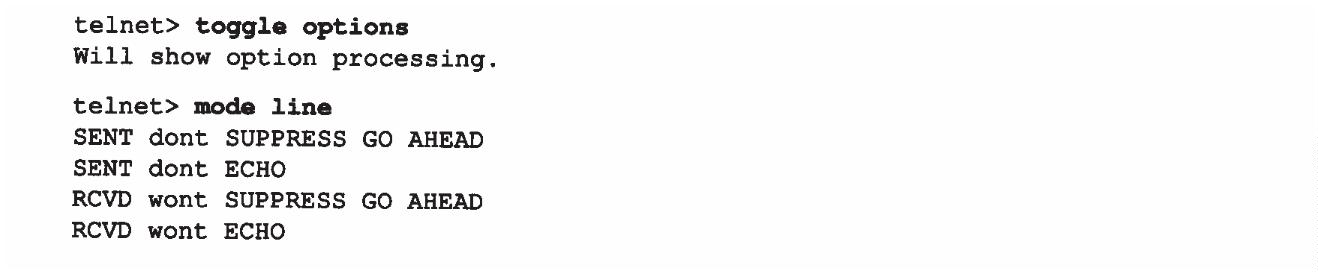 telnet> toggle options
Will show option processing.
telnet> mode line
SENT dont SUPPRESS GO AHEAD
SENT dont ECHO
RCVD wont SUPPRESS GO AHEAD
RCVD wont ECHO